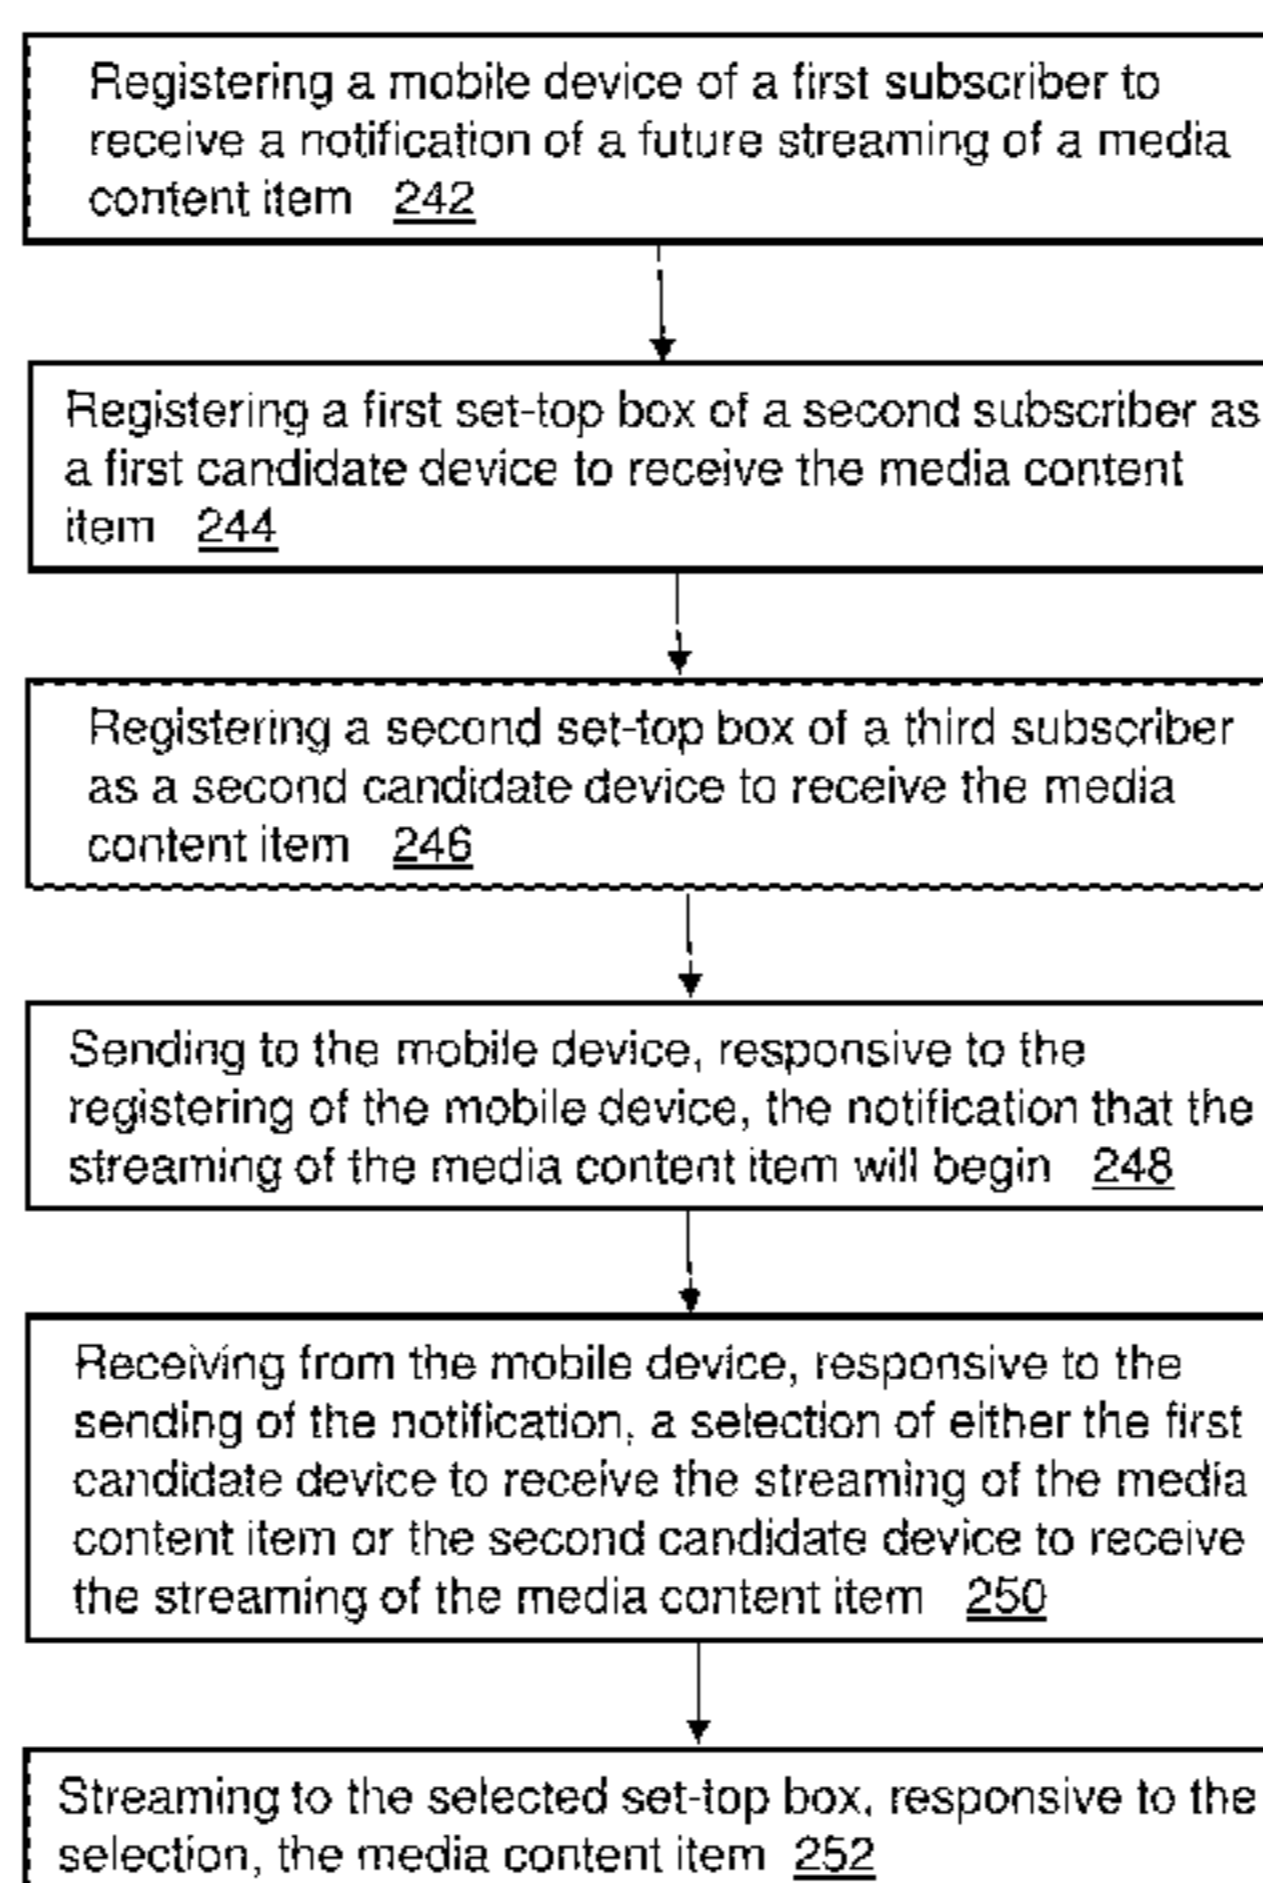 Registering a mobile device of a first subscriber to
receive a notification of a future streaming of a media
content item 242
Registering a first set-top box of a second subscriber as
a first candidate device to receive the media content
item 244
Registering a second set-top box of a third subscriber
as a second candidate device to receive the media
content item 246
Sending to the mobile device, responsive to the
registering of the mobile device, the notification that the
streaming of the media content item will begin 248
Receiving from the mobile device, responsive to the
sending of the notification, a selection of either the first
candidate device to receive the streaming of the media
content item or the second candidate device to receive
the streaming of the media content item 250
Streaming to the selected set-top box, responsive to the
selection, the media content item 252